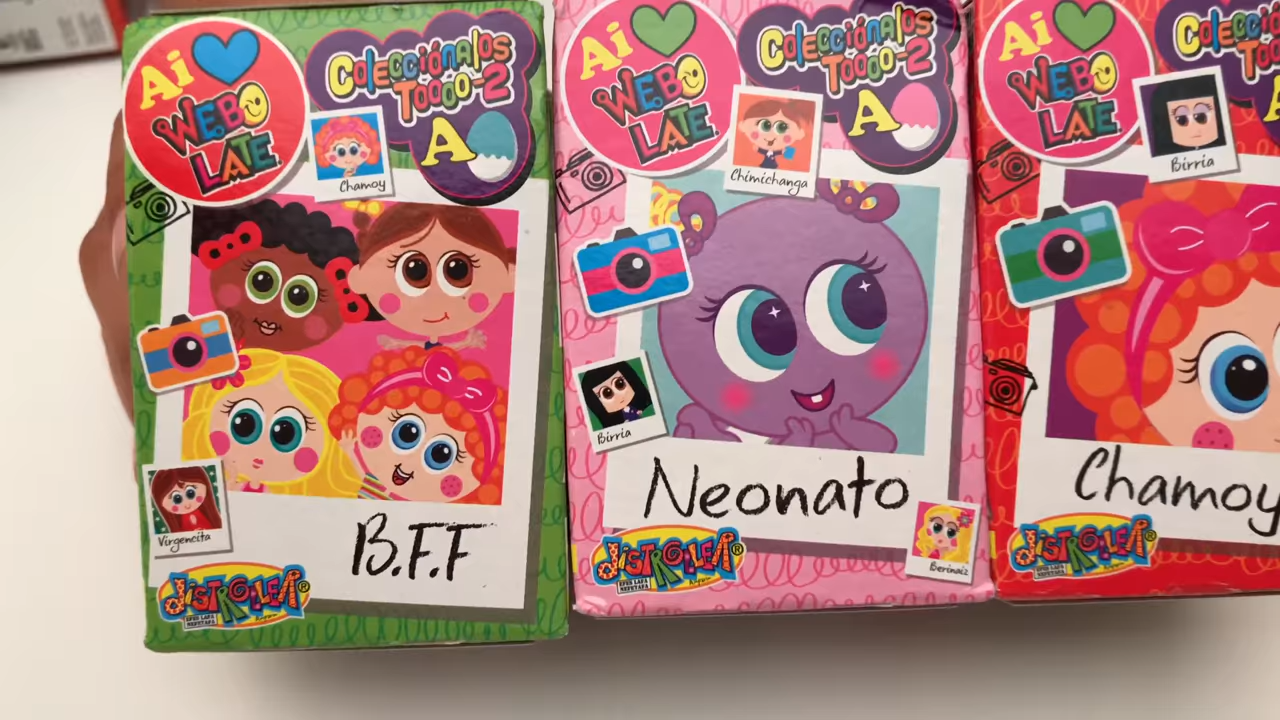 Ai
WEBO
LATE
Colecciónalos
Toooo-2
A
Chamoy
Virgencita
B.F.F
DISTROLLER®
Ai
WEBO
LATE
Colecciónalos
Toooo-2
A
Chimichanga
Birria
Neonato
Berinaiz
DISTROLLER®
Ai
WEBO
LATE
Birria
A
Chamoy
DISTROLLER®